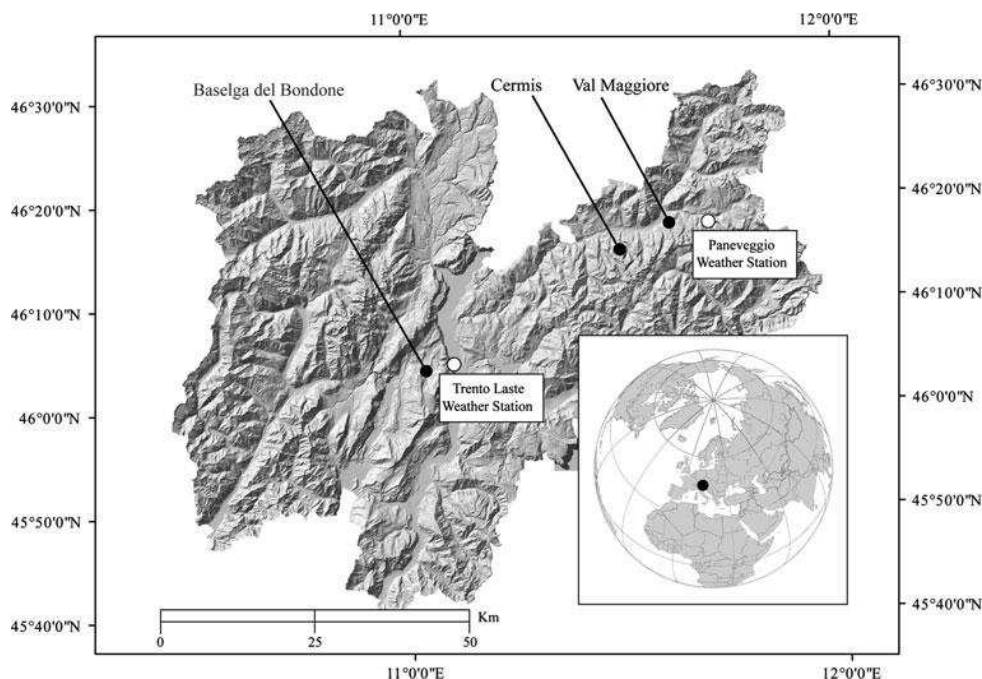 11°0'0"E
12°0'0"E
46°30'0"N
46°30'0"N
Baselga del Bondone
Cermis
Val Maggiore
46°20'0"N
46°20'0"N
Paneveggio
Weather Station
46°10'0"N
46°10'0"N
Trento Laste
Weather Station
46°0'0"N
46°0'0"N
45°50'0"N
45°50'0"N
45°40'0"N
45°40'0"N
Km
0
25
50
11°0'0"E
12°0'0"E